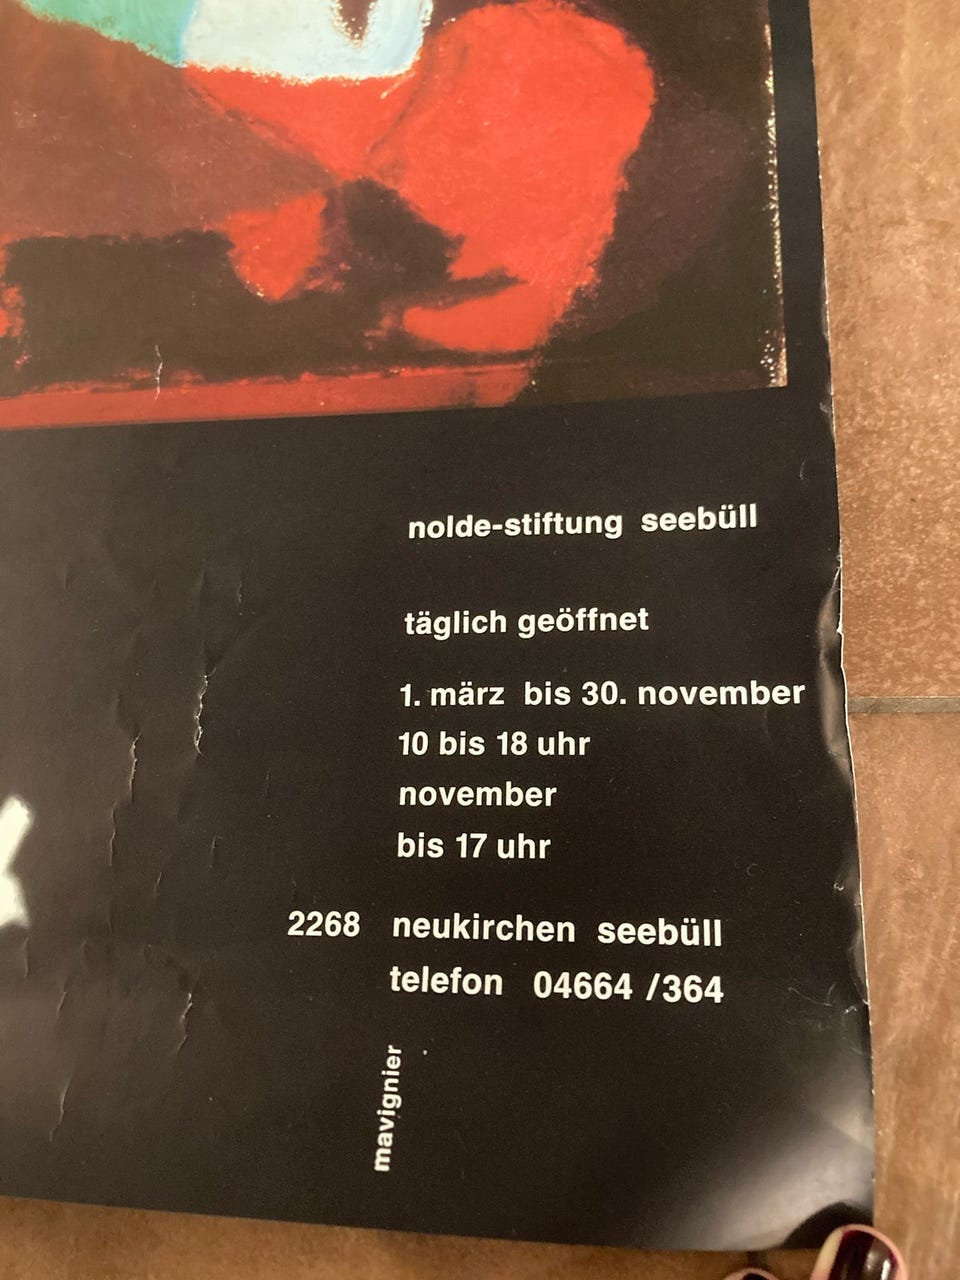 nolde-stiftung seebüll
täglich geöffnet
1. märz bis 30. november
10 bis 18 uhr
november
bis 17 uhr
2268 neukirchen seebüll
telefon 04664 /364
mavignier